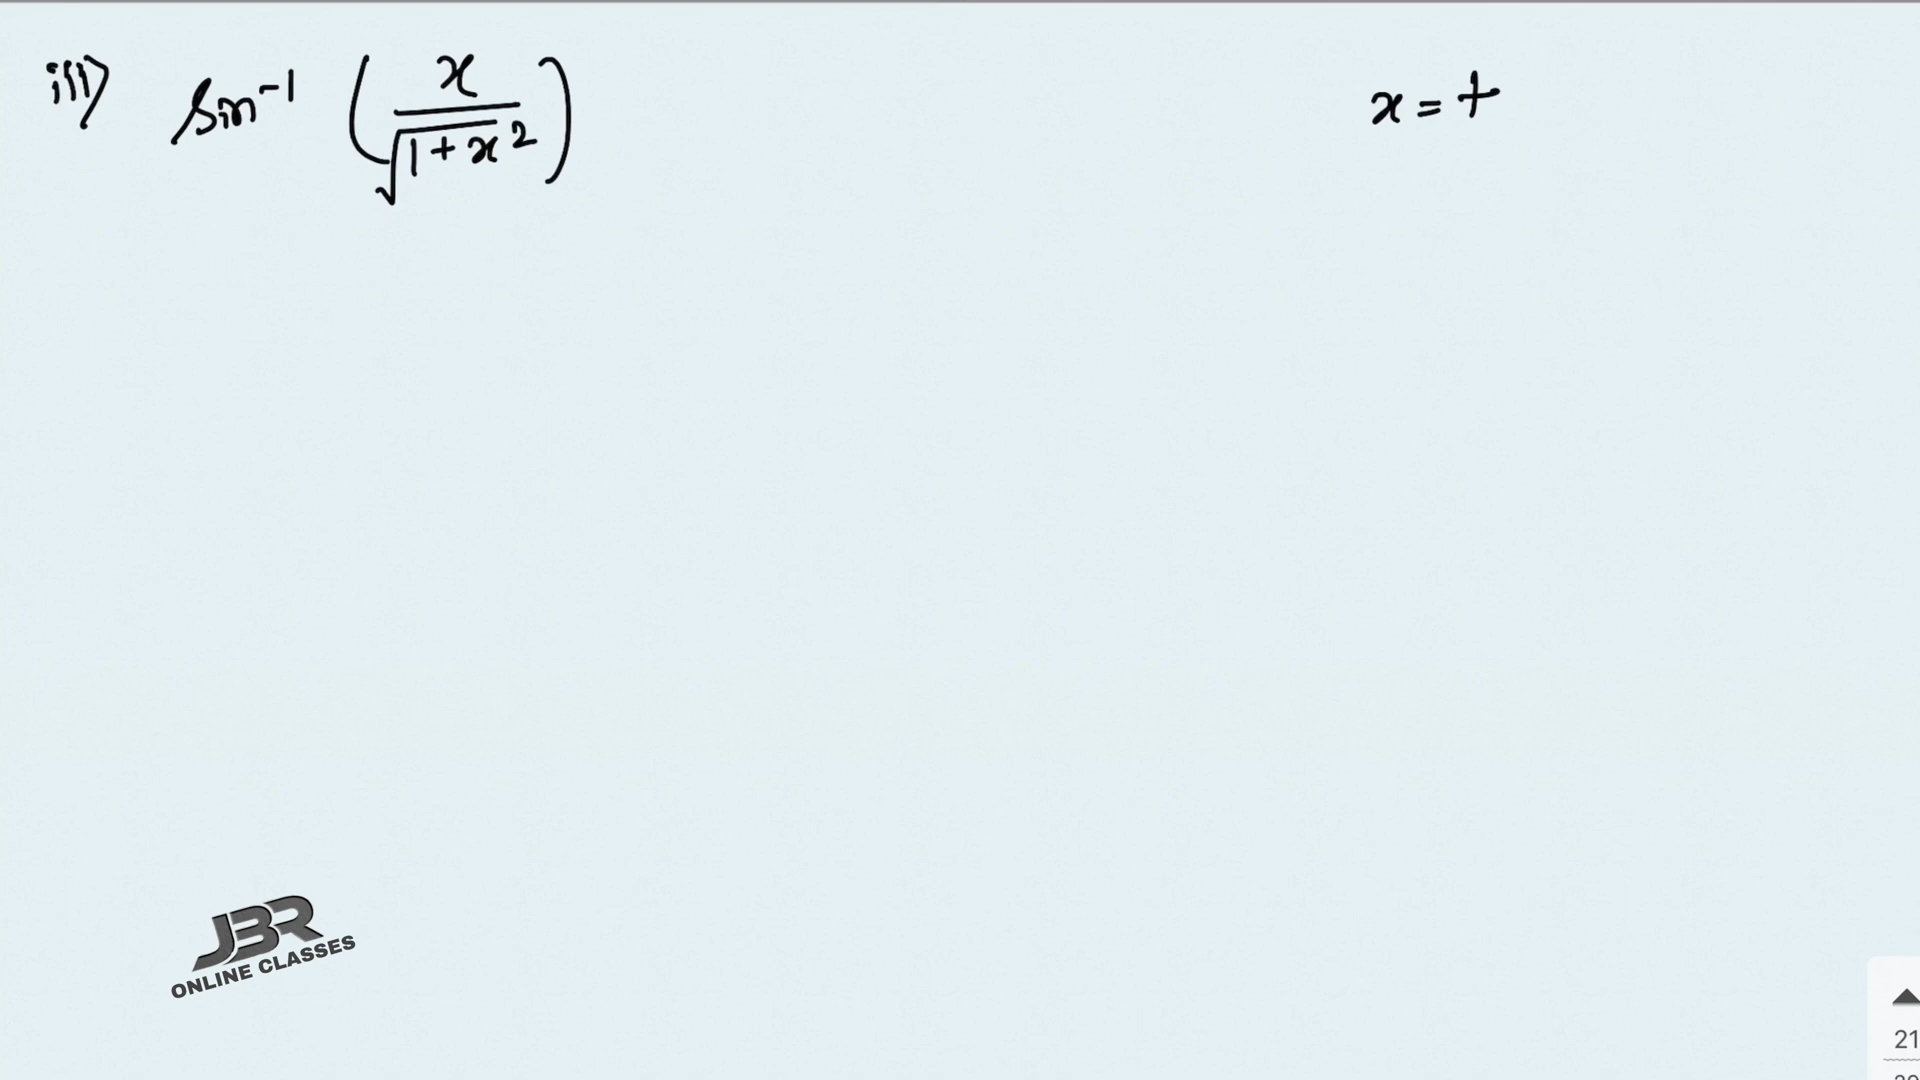 iii) sin⁻¹ (x / √(1+x²))
x = t
JBR
ONLINE CLASSES
21